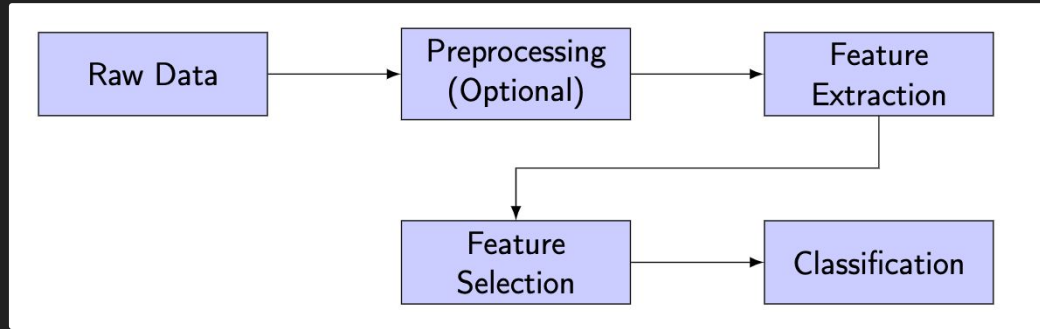 Raw Data
Preprocessing
(Optional)
Feature
Extraction
Feature
Selection
Classification